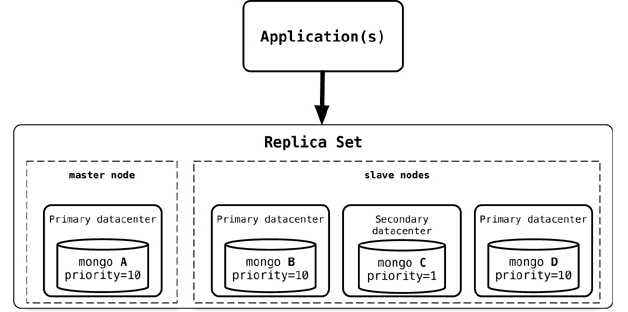 Application(s)
Replica Set
master node
slave nodes
Primary datacenter
mongo A
priority=10
Primary datacenter
mongo B
priority=10
Secondary
datacenter
mongo C
priority=1
Primary datacenter
mongo D
priority=10